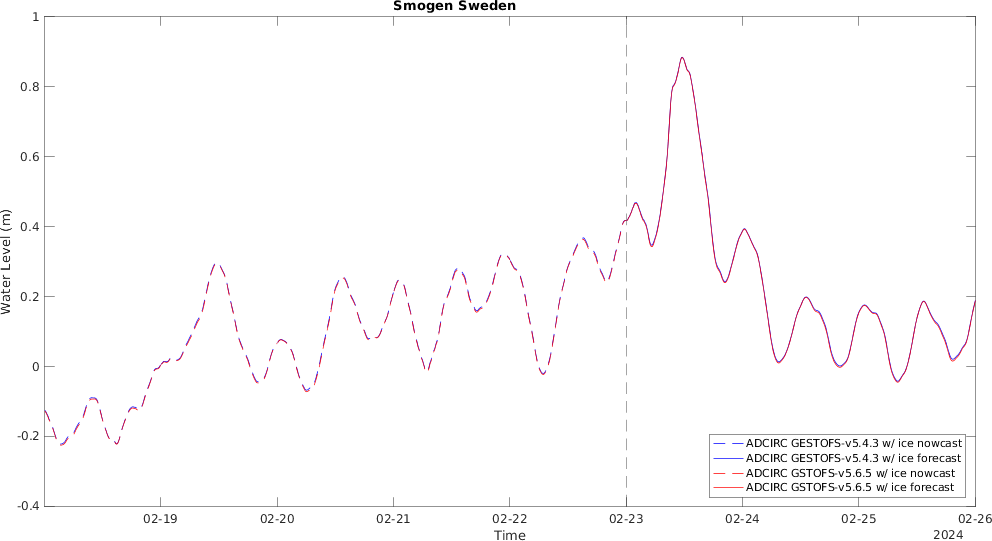 Smogen Sweden
1
0.8
0.6
0.4
0.2
0
-0.2
-0.4
Water Level (m)
02-19 02-20 02-21 02-22 02-23 02-24 02-25 02-26
Time
2024
ADCIRC GESTOFS-v5.4.3 w/ ice nowcast
ADCIRC GESTOFS-v5.4.3 w/ ice forecast
ADCIRC GSTOFS-v5.6.5 w/ ice nowcast
ADCIRC GSTOFS-v5.6.5 w/ ice forecast